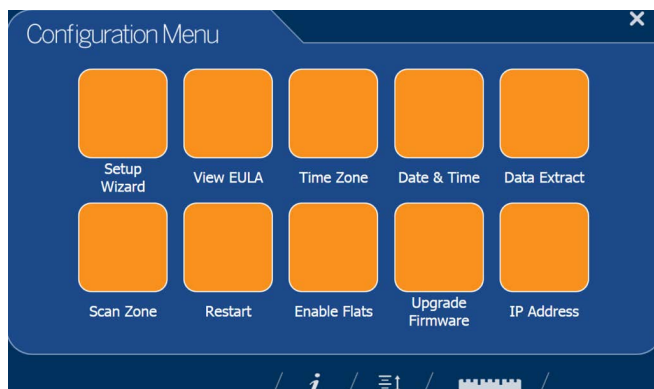 Configuration Menu
Setup
Wizard
View EULA
Time Zone
Date & Time
Data Extract
Scan Zone
Restart
Enable Flats
Upgrade
Firmware
IP Address
i